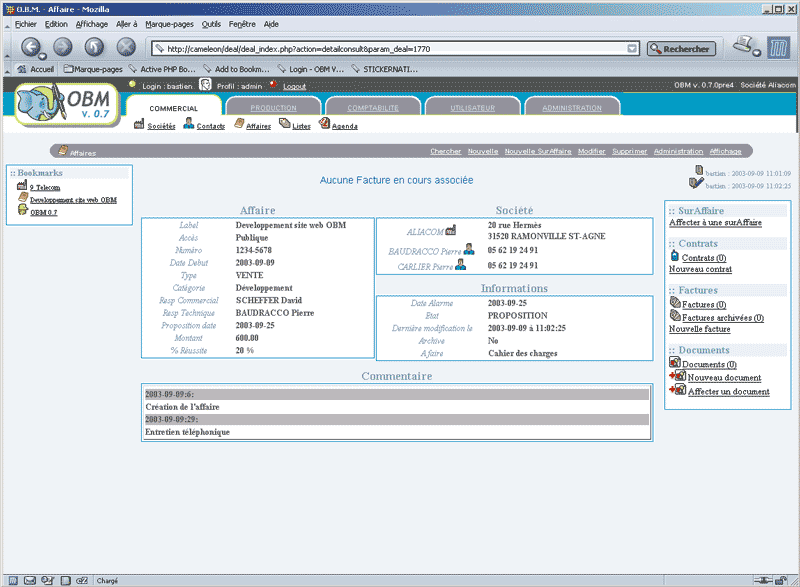 O.B.M. - Affaire - Mozilla
Fichier Edition Affichage Aller à Marque-pages Outils Fenêtre Aide
http://cameleon/deal/deal_index.php?action=detailconsult&param_deal=1770 Rechercher
Accueil Marque-pages Active PHP Bo... Add to Bookm... Login - OBM V... STICKERNATI...
Login : bastien Profil : admin Logout OBM v. 0.7.0pre4 Société Aliacom
OBM
v. 0.7
COMMERCIAL PRODUCTION COMPTABILITE UTILISATEUR ADMINISTRATION
Sociétés Contacts Affaires Listes Agenda
Affaires Chercher Nouvelle Nouvelle SurAffaire Modifier Supprimer Administration Affichage
:: Bookmarks
9 Telecom
Developpement site web OBM
OBM 0.7
Aucune Facture en cours associée
bastien : 2003-09-09 11:01:09
bastien : 2003-09-09 11:02:25
Affaire
Label Developpement site web OBM
Accès Publique
Numéro 1234-5678
Date Début 2003-09-09
Type VENTE
Catégorie Développement
Resp Commercial SCHEFFER David
Resp Technique BAUDRACCO Pierre
Proposition date 2003-09-25
Montant 600.00
% Réussite 20 %
Société
ALIACOM 20 rue Hermès
31520 RAMONVILLE ST-AGNE
BAUDRACCO Pierre 05 62 19 24 91
CARLIER Pierre 05 62 19 24 91
Informations
Date Alarme 2003-09-25
Etat PROPOSITION
Dernière modification le 2003-09-09 à 11:02:25
Archive No
A faire Cahier des charges
Commentaire
2003-09-09:6:
Création de l'affaire
2003-09-09:29:
Entretien téléphonique
:: SurAffaire
Affecter à une surAffaire
:: Contrats
Contrats (0)
Nouveau contrat
:: Factures
Factures (0)
Factures archivées (0)
Nouvelle facture
:: Documents
Documents (0)
Nouveau document
Affecter un document
Chargé